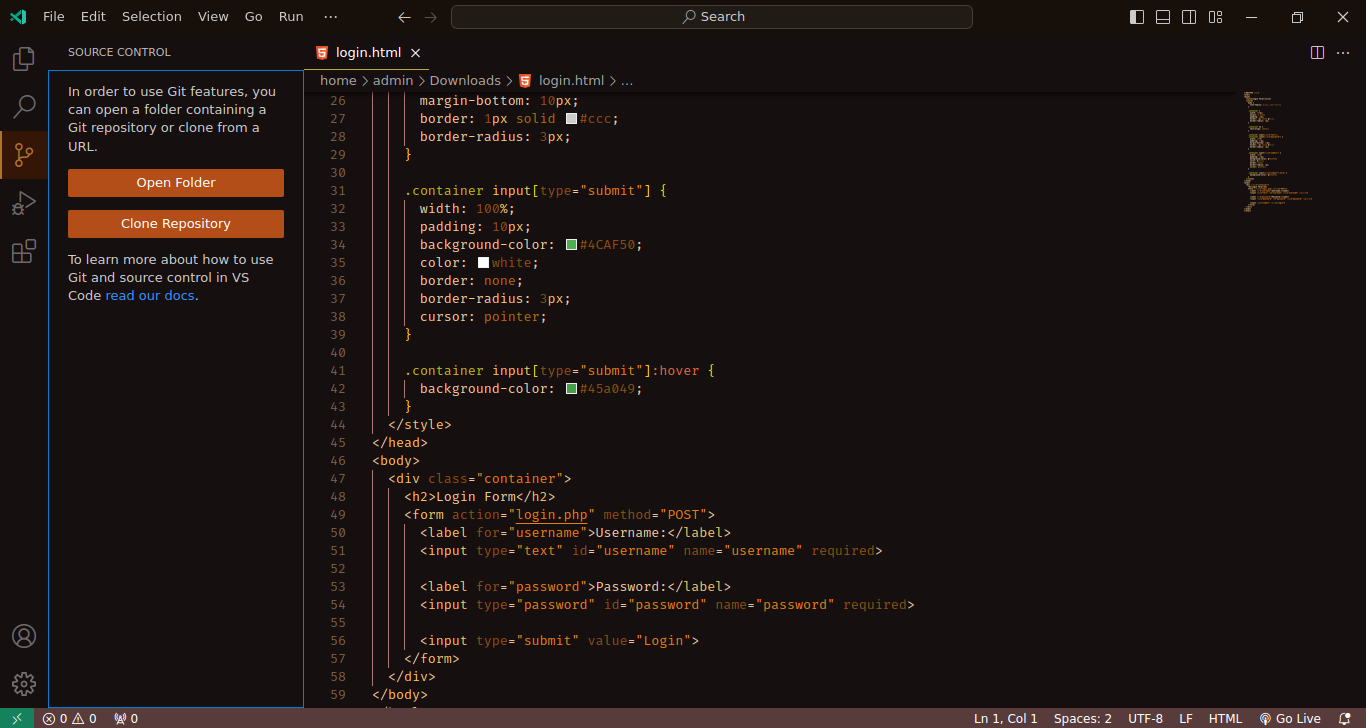 File Edit Selection View Go Run ···
Search
SOURCE CONTROL
In order to use Git features, you
can open a folder containing a
Git repository or clone from a
URL.
Open Folder
Clone Repository
To learn more about how to use
Git and source control in VS
Code read our docs.
login.html
home > admin > Downloads > login.html > ...
26 margin-bottom: 10px;
27 border: 1px solid #ccc;
28 border-radius: 3px;
29 }
30
31 .container input[type="submit"] {
32 width: 100%;
33 padding: 10px;
34 background-color: #4CAF50;
35 color: white;
36 border: none;
37 border-radius: 3px;
38 cursor: pointer;
39 }
40
41 .container input[type="submit"]:hover {
42 background-color: #45a049;
43 }
44 </style>
45 </head>
46 <body>
47 <div class="container">
48 <h2>Login Form</h2>
49 <form action="login.php" method="POST">
50 <label for="username">Username:</label>
51 <input type="text" id="username" name="username" required>
52
53 <label for="password">Password:</label>
54 <input type="password" id="password" name="password" required>
55
56 <input type="submit" value="Login">
57 </form>
58 </div>
59 </body>
0 0 0
Ln 1, Col 1 Spaces: 2 UTF-8 LF HTML Go Live